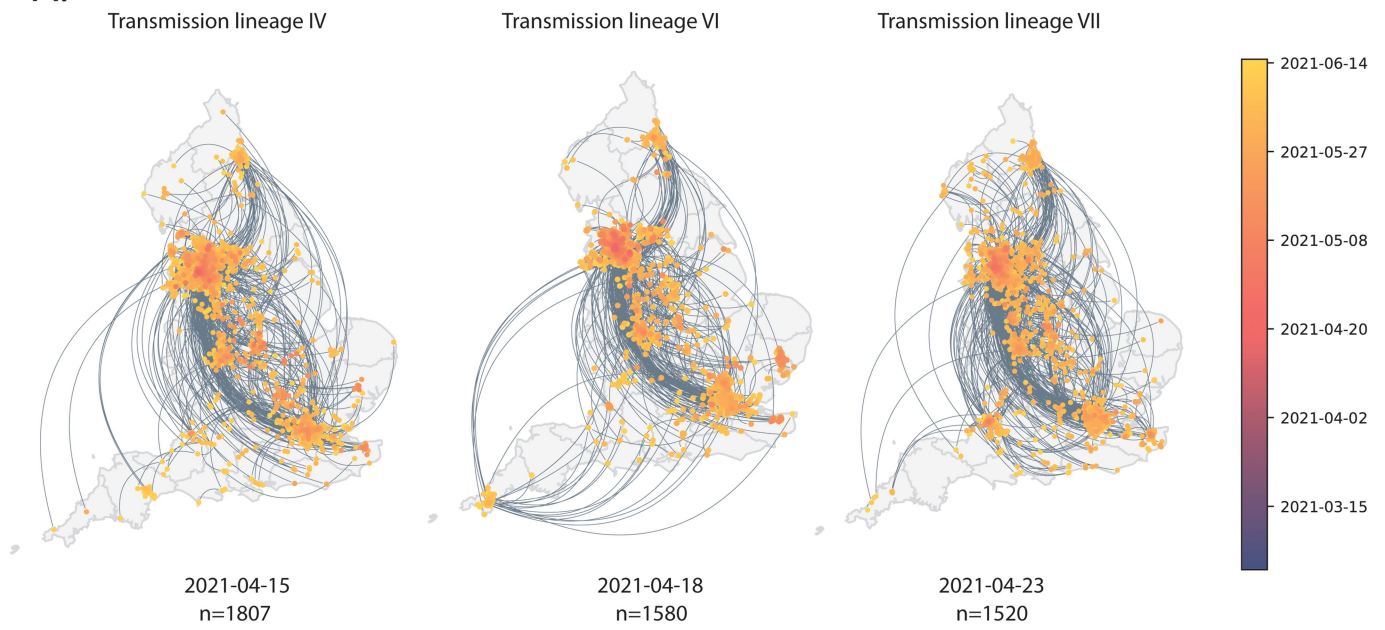 Transmission lineage IV
Transmission lineage VI
Transmission lineage VII
2021-06-14
2021-05-27
2021-05-08
2021-04-20
2021-04-02
2021-03-15
2021-04-15
n=1807
2021-04-18
n=1580
2021-04-23
n=1520